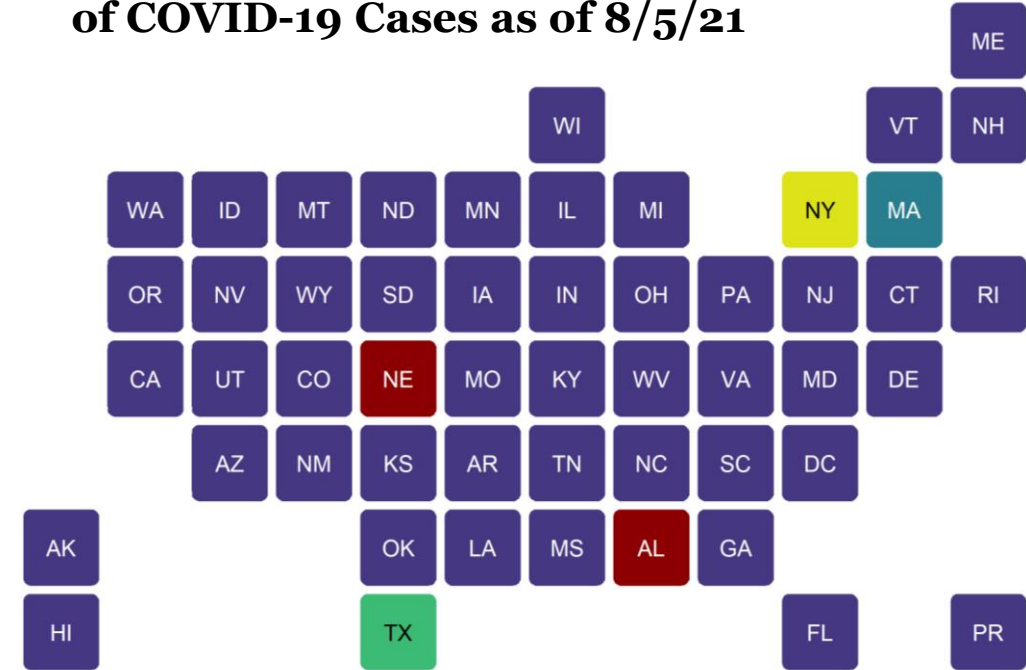 of COVID-19 Cases as of 8/5/21
ME
WI VT NH
WA ID MT ND MN IL MI NY MA
OR NV WY SD IA IN OH PA NJ CT RI
CA UT CO NE MO KY WV VA MD DE
AZ NM KS AR TN NC SC DC
AK OK LA MS AL GA
HI TX FL PR